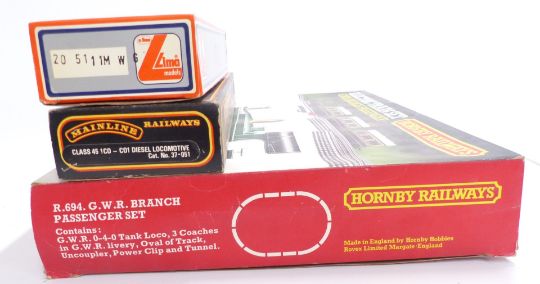 20 5111M W G
Lima
models
MAINLINE RAILWAYS
CLASS 45 1CO - CO1 DIESEL LOCOMOTIVE
Cat. No. 37-051
R.694. G.W.R. BRANCH
PASSENGER SET
Contains:
G.W.R. 0-4-0 Tank Loco, 3 Coaches
in G.W.R. livery, Oval of Track,
Uncoupler, Power Clip and Tunnel.
HORNBY RAILWAYS
Made in England by Hornby Hobbies
Rovex Limited Margate England